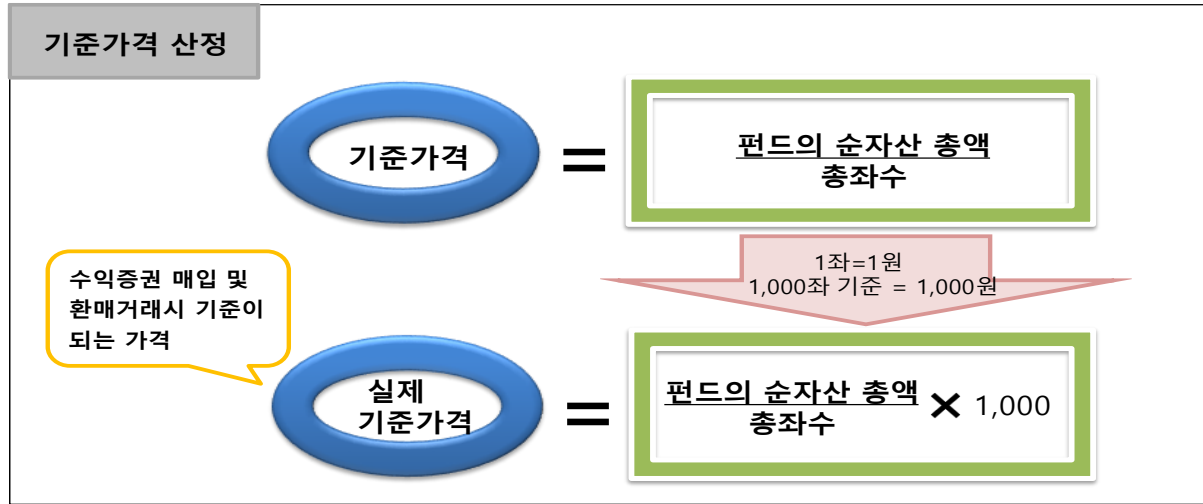 기준가격 산정
기준가격
=
펀드의 순자산 총액
총좌수
1좌=1원
1,000좌 기준 = 1,000원
수익증권 매입 및
환매거래시 기준이
되는 가격
실제
기준가격
=
펀드의 순자산 총액
총좌수
× 1,000